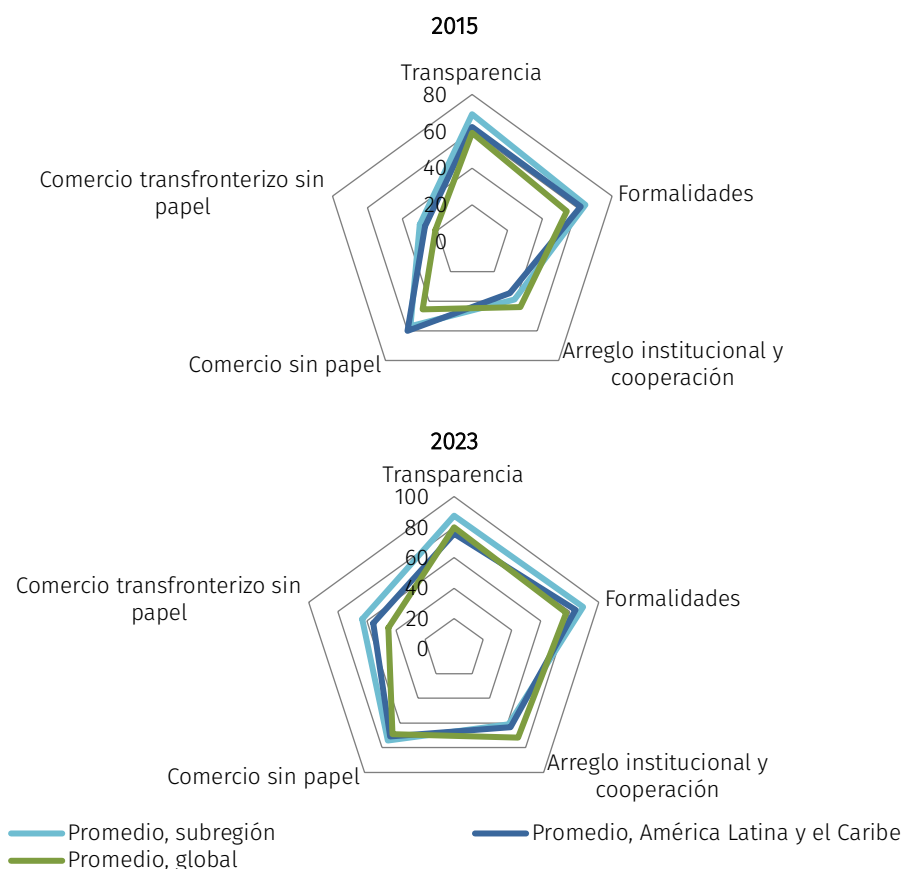 2015
Transparencia
80
60
40
20
0
Formalidades
Comercio transfronterizo sin
papel
Arreglo institucional y
cooperación
Comercio sin papel
2023
Transparencia
100
80
60
40
20
0
Formalidades
Comercio transfronterizo sin
papel
Arreglo institucional y
cooperación
Comercio sin papel
Promedio, subregión
Promedio, América Latina y el Caribe
Promedio, global